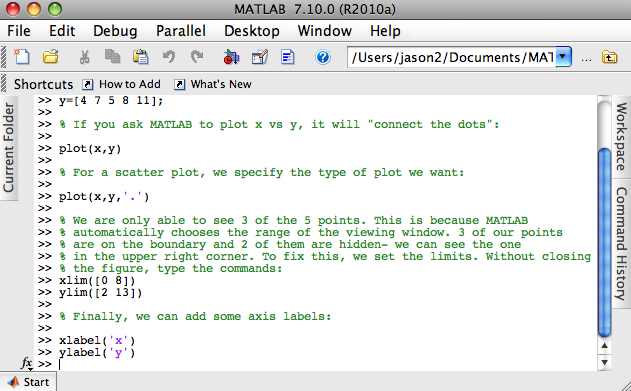 MATLAB 7.10.0 (R2010a)
File Edit Debug Parallel Desktop Window Help
/Users/jason2/Documents/MAT
...
Shortcuts How to Add What's New
Current Folder
>> y=[4 7 5 8 11];
>>
>> % If you ask MATLAB to plot x vs y, it will "connect the dots":
>>
>> plot(x,y)
>>
>> % For a scatter plot, we specify the type of plot we want:
>>
>> plot(x,y,'.')
>>
>> % We are only able to see 3 of the 5 points. This is because MATLAB
>> % automatically chooses the range of the viewing window. 3 of our points
>> % are on the boundary and 2 of them are hidden- we can see the one
>> % in the upper right corner. To fix this, we set the limits. Without closing
>> % the figure, type the commands:
>> xlim([0 8])
>> ylim([2 13])
>>
>> % Finally, we can add some axis labels:
>>
>> xlabel('x')
>> ylabel('y')
fx >>
Workspace
Command History
Start